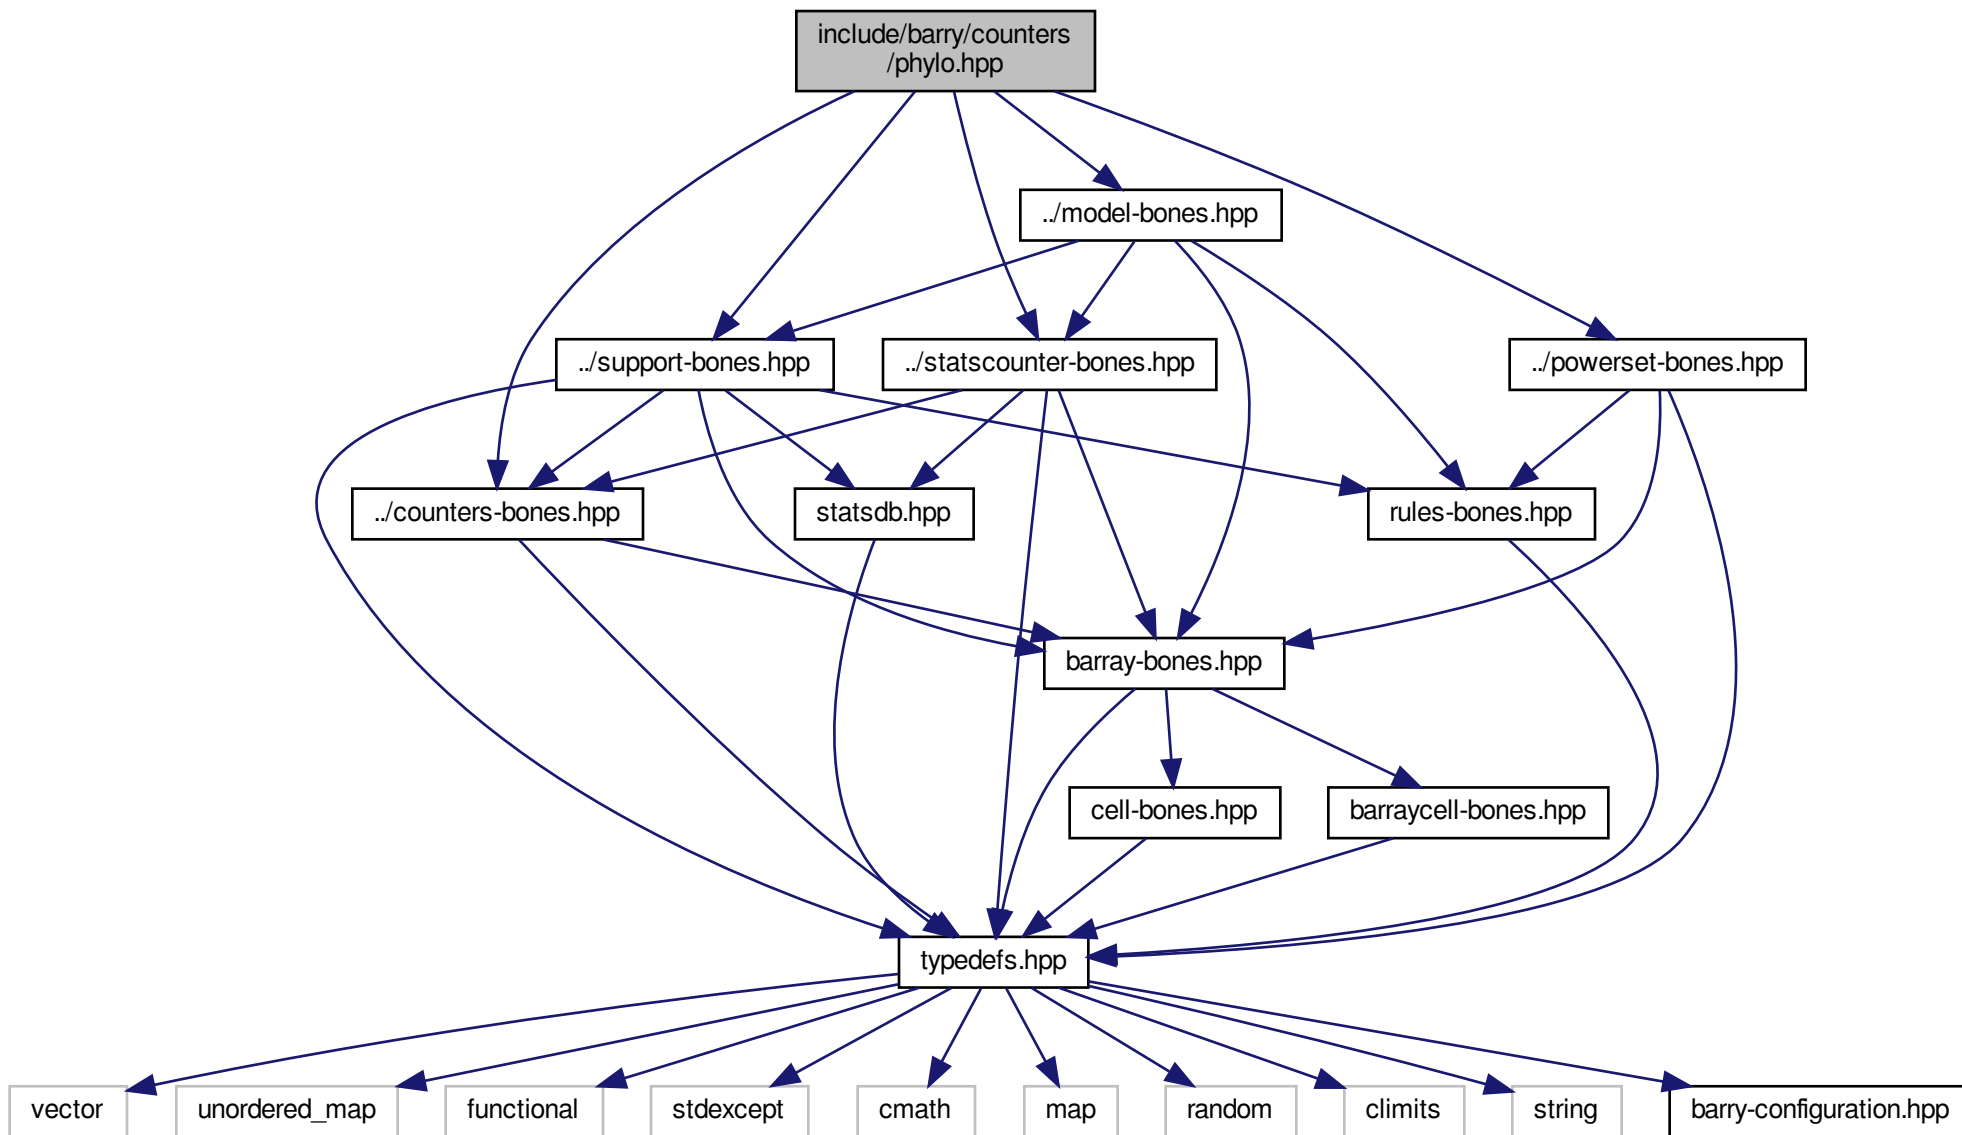 include/barry/counters
/phylo.hpp
../model-bones.hpp
../support-bones.hpp
../statscounter-bones.hpp
../powerset-bones.hpp
../counters-bones.hpp
statsdb.hpp
rules-bones.hpp
barray-bones.hpp
cell-bones.hpp
barraycell-bones.hpp
typedefs.hpp
vector
unordered_map
functional
stdexcept
cmath
map
random
climits
string
barry-configuration.hpp